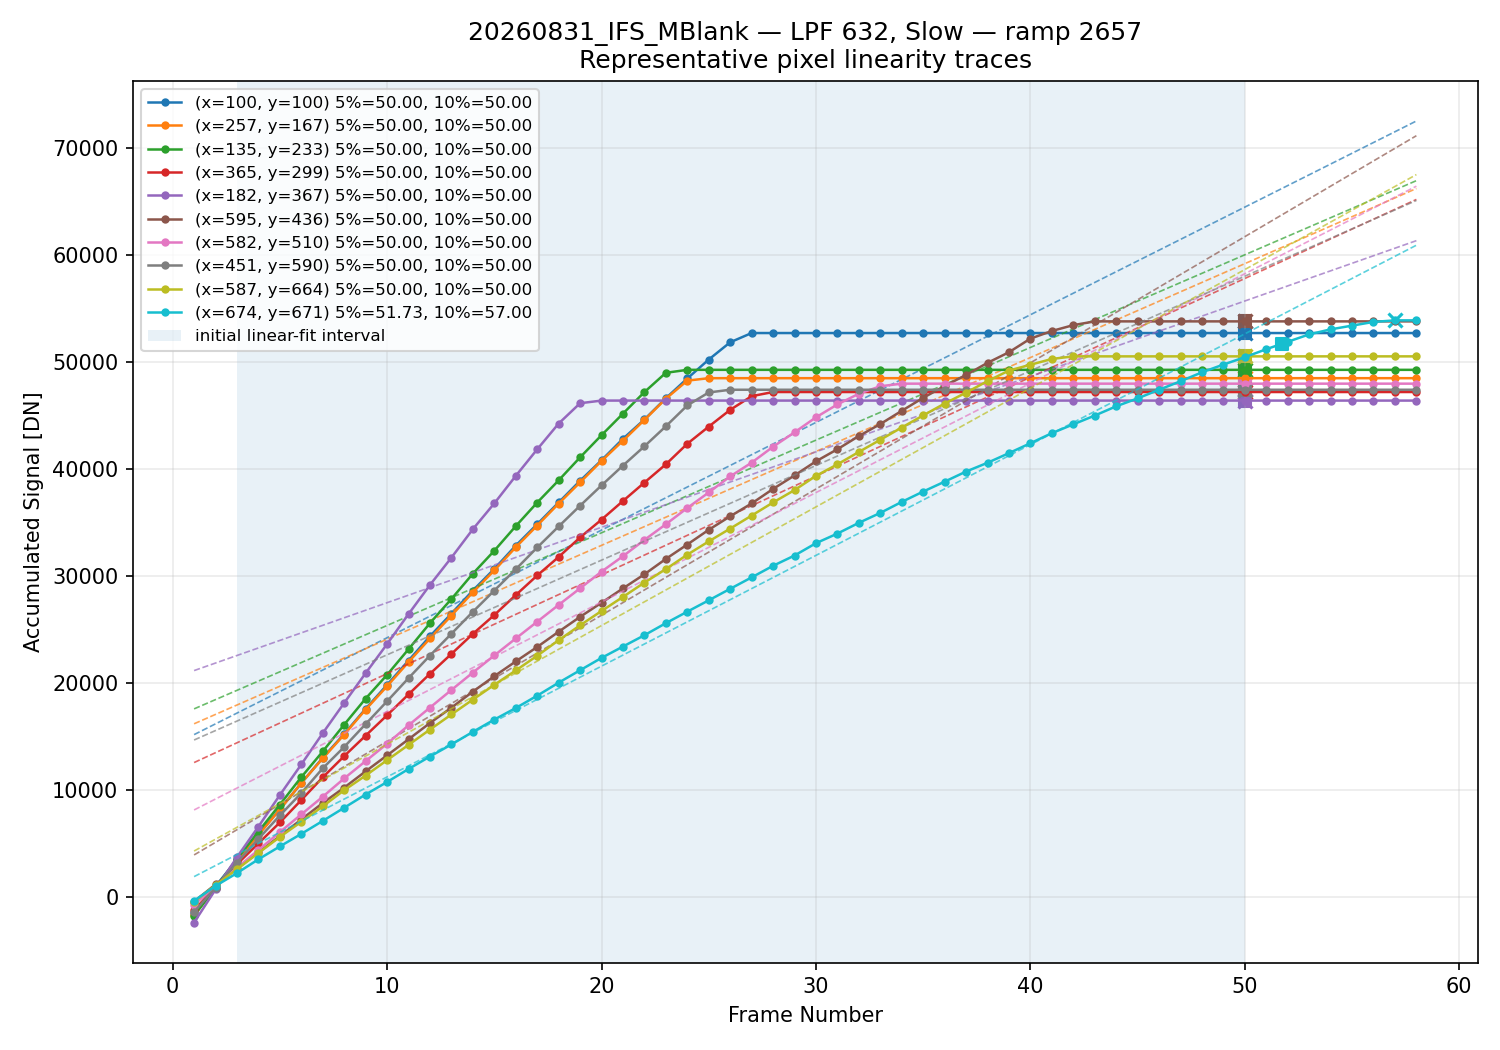 20260831_IFS_MBlank — LPF 632, Slow — ramp 2657
Representative pixel linearity traces
(x=100, y=100) 5%=50.00, 10%=50.00
(x=257, y=167) 5%=50.00, 10%=50.00
(x=135, y=233) 5%=50.00, 10%=50.00
(x=365, y=299) 5%=50.00, 10%=50.00
(x=182, y=367) 5%=50.00, 10%=50.00
(x=595, y=436) 5%=50.00, 10%=50.00
(x=582, y=510) 5%=50.00, 10%=50.00
(x=451, y=590) 5%=50.00, 10%=50.00
(x=587, y=664) 5%=50.00, 10%=50.00
(x=674, y=671) 5%=51.73, 10%=57.00
initial linear-fit interval
Accumulated Signal [DN]
70000
60000
50000
40000
30000
20000
10000
0
0 10 20 30 40 50 60
Frame Number